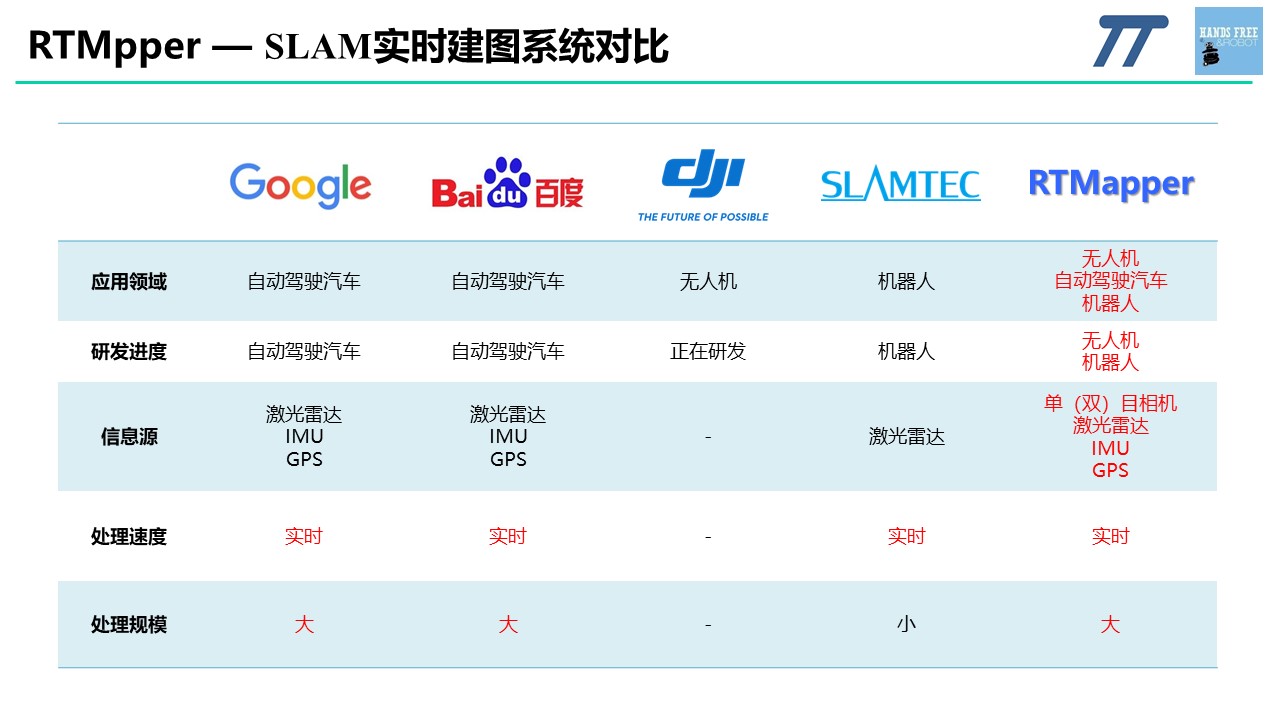 RTMpper — SLAM实时建图系统对比
HANDS FREE
&ROBOT
Google
Bai du 百度
dji
THE FUTURE OF POSSIBLE
SLAMTEC
RTMapper
应用领域
自动驾驶汽车
自动驾驶汽车
无人机
机器人
无人机
自动驾驶汽车
机器人
研发进度
自动驾驶汽车
自动驾驶汽车
正在研发
机器人
无人机
机器人
信息源
激光雷达
IMU
GPS
激光雷达
IMU
GPS
-
激光雷达
单（双）目相机
激光雷达
IMU
GPS
处理速度
实时
实时
-
实时
实时
处理规模
大
大
-
小
大